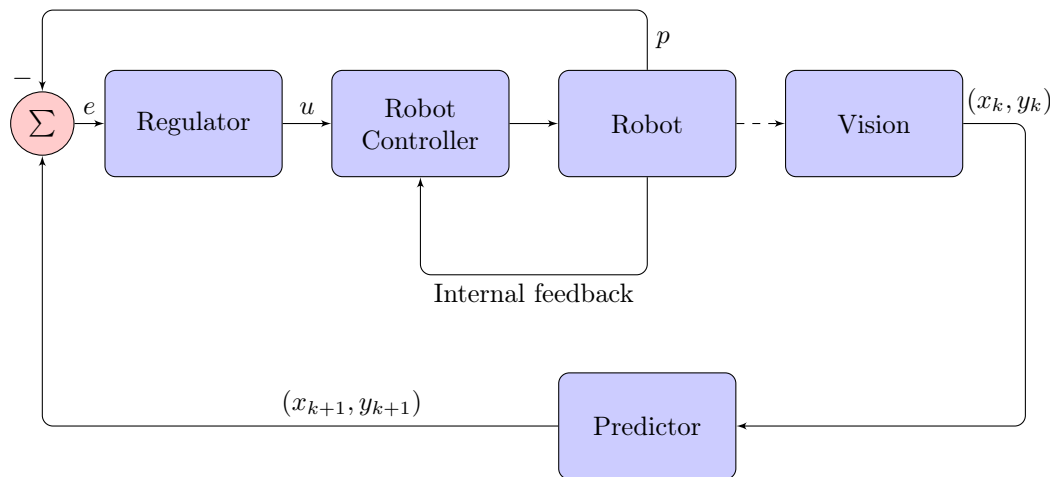 p
−
∑
e
Regulator
u
Robot
Controller
Robot
Vision
(x_k, y_k)
Internal feedback
(x_{k+1}, y_{k+1})
Predictor